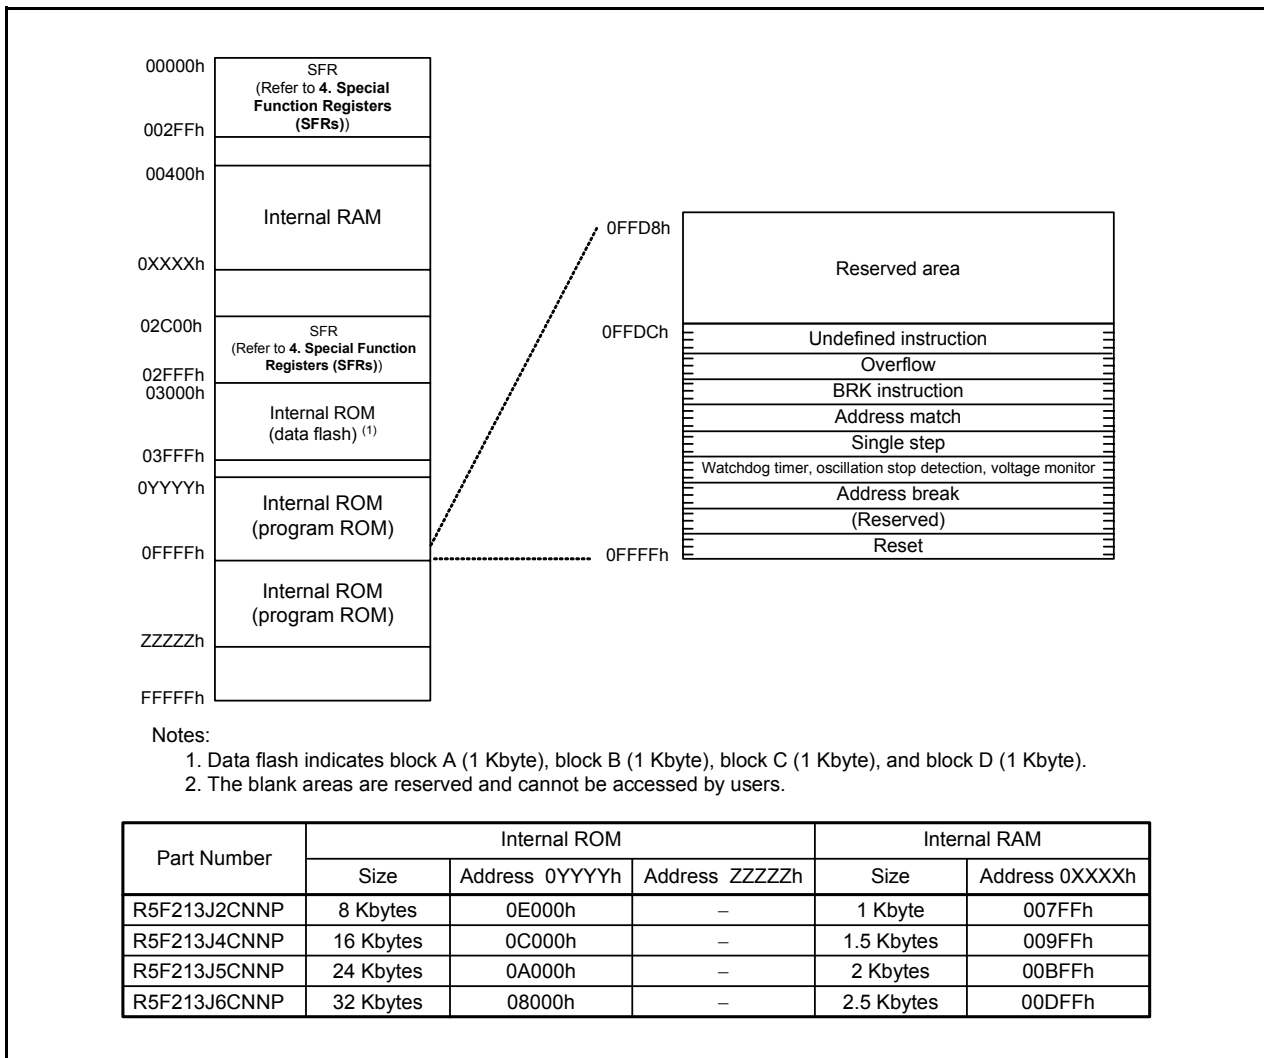 00000h
SFR
(Refer to 4. Special
Function Registers
(SFRs))
002FFh
00400h
Internal RAM
0XXXXh
02C00h
SFR
(Refer to 4. Special Function
Registers (SFRs))
02FFFh
03000h
Internal ROM
(data flash) (1)
03FFFh
0YYYYh
Internal ROM
(program ROM)
0FFFFh
Internal ROM
(program ROM)
ZZZZZh
FFFFFh
0FFD8h
Reserved area
0FFDCh
Undefined instruction
Overflow
BRK instruction
Address match
Single step
Watchdog timer, oscillation stop detection, voltage monitor
Address break
(Reserved)
Reset
0FFFFh
Notes:
1. Data flash indicates block A (1 Kbyte), block B (1 Kbyte), block C (1 Kbyte), and block D (1 Kbyte).
2. The blank areas are reserved and cannot be accessed by users.
Part Number Internal ROM Internal RAM
Size Address 0YYYYh Address ZZZZZh Size Address 0XXXXh
R5F213J2CNNP 8 Kbytes 0E000h – 1 Kbyte 007FFh
R5F213J4CNNP 16 Kbytes 0C000h – 1.5 Kbytes 009FFh
R5F213J5CNNP 24 Kbytes 0A000h – 2 Kbytes 00BFFh
R5F213J6CNNP 32 Kbytes 08000h – 2.5 Kbytes 00DFFh